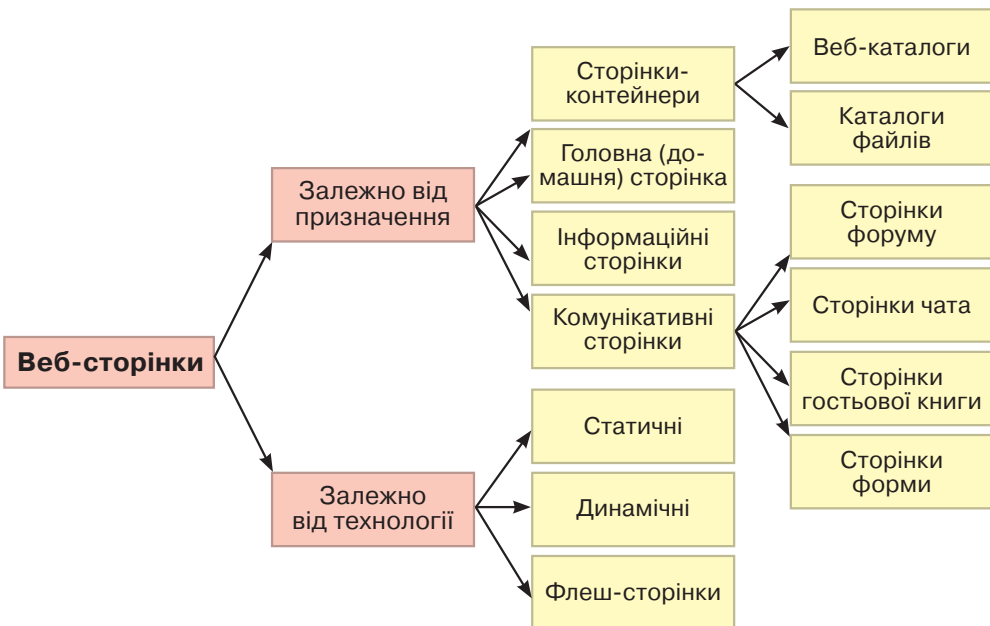 Веб-сторінки
Залежно від
призначення
Залежно
від технології
Сторінки-
контейнери
Головна (до-
машня) сторінка
Інформаційні
сторінки
Комунікативні
сторінки
Статичні
Динамічні
Флеш-сторінки
Веб-каталоги
Каталоги
файлів
Сторінки
форуму
Сторінки чата
Сторінки
гостьової книги
Сторінки
форми